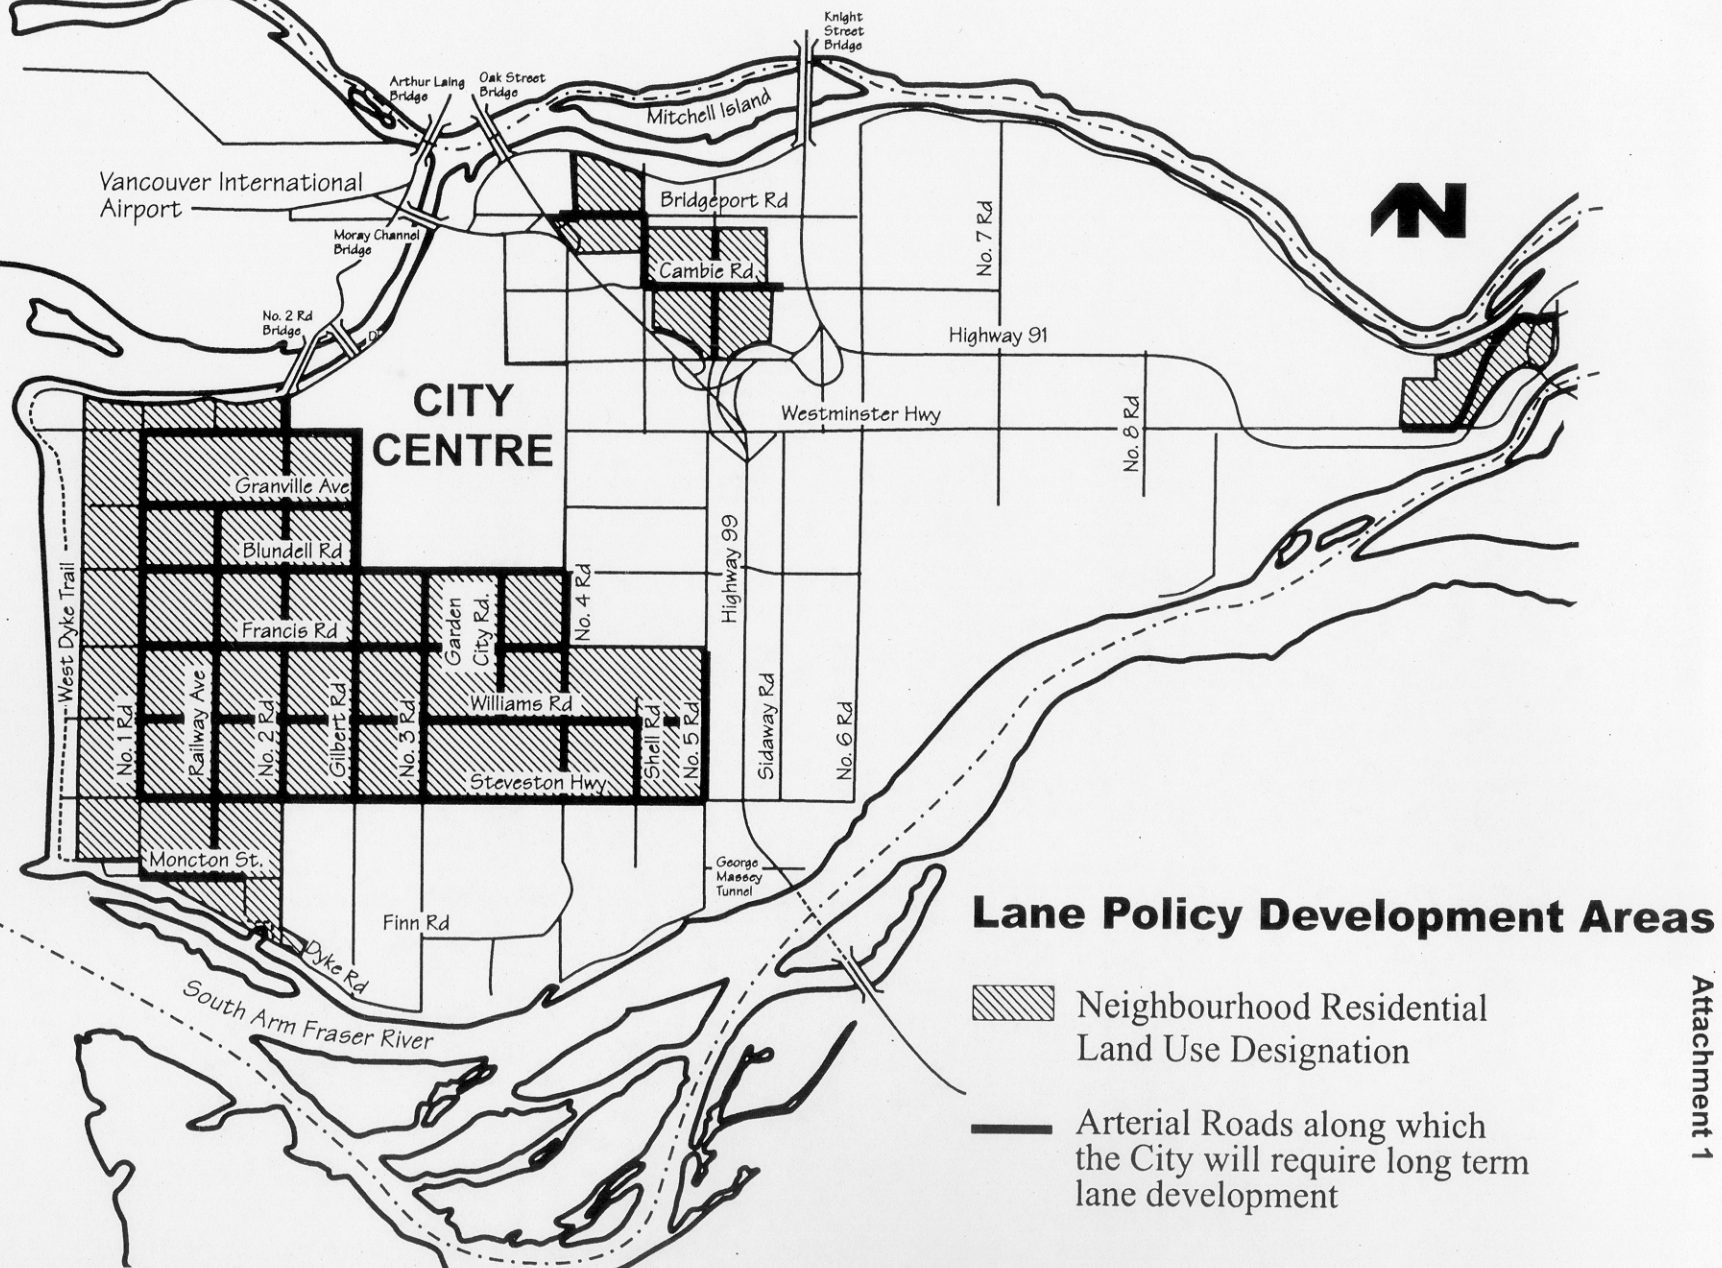 Knight
Street
Bridge
Arthur Laing
Bridge
Oak Street
Bridge
Mitchell Island
Vancouver International
Airport
Bridgeport Rd
No. 7 Rd
N
Moray Channel
Bridge
Cambie Rd.
No. 2 Rd
Bridge
Highway 91
CITY
CENTRE
Westminster Hwy
No. 8 Rd
Granville Ave
Blundell Rd
Highway 99
West Dyke Trail
Francis Rd
Garden
City Rd.
No. 4 Rd
Williams Rd
No. 1 Rd
Railway Ave
No. 2 Rd
Gilbert Rd
No. 3 Rd
Shell Rd
No. 5 Rd
Sidaway Rd
No. 6 Rd
Steveston Hwy
Moncton St.
George
Massey
Tunnel
Finn Rd
Dyke Rd
South Arm Fraser River
Lane Policy Development Areas
Neighbourhood Residential
Land Use Designation
Arterial Roads along which
the City will require long term
lane development
Attachment 1